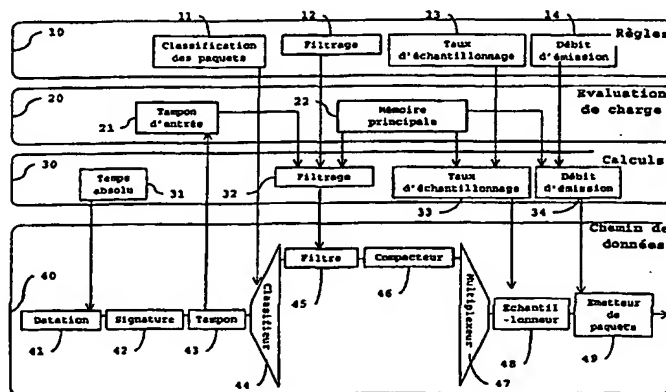 11
12
23
14
10
Règles
Classification
des paquets
Filtrage
Taux
d'échantillonnage
Débit
d'émission
20
Evaluation
de charge
21
Tampon
d'entrée
22
Mémoire
principale
30
Calculs
Temps
absolu
31
32
Filtrage
Taux
d'échantillonnage
33
Débit
d'émission
34
Chemin de
données
40
Filtre
45
Compacteur
46
Datation
41
Signature
42
Tampon
43
Classifieur
44
Multiplexeur
47
Echantil
-lonneur
48
Emetteur
de
paquets
49